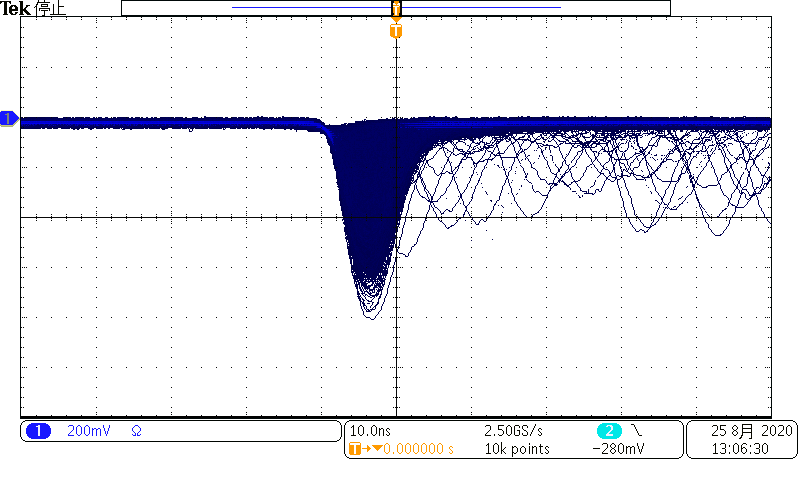 Tek 停止
T
T
1
1 200mV Ω
10.0ns 2.50GS/s 2 \
T→▼0.000000 s 10k points −280mV
25 8月 2020
13:06:30